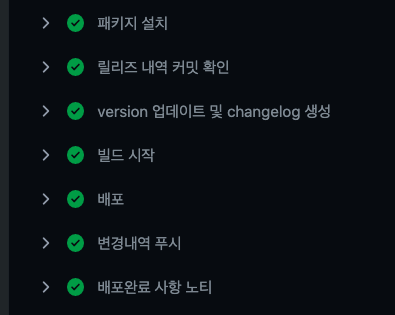 패키지 설치
릴리즈 내역 커밋 확인
version 업데이트 및 changelog 생성
빌드 시작
배포
변경내역 푸시
배포완료 사항 노티